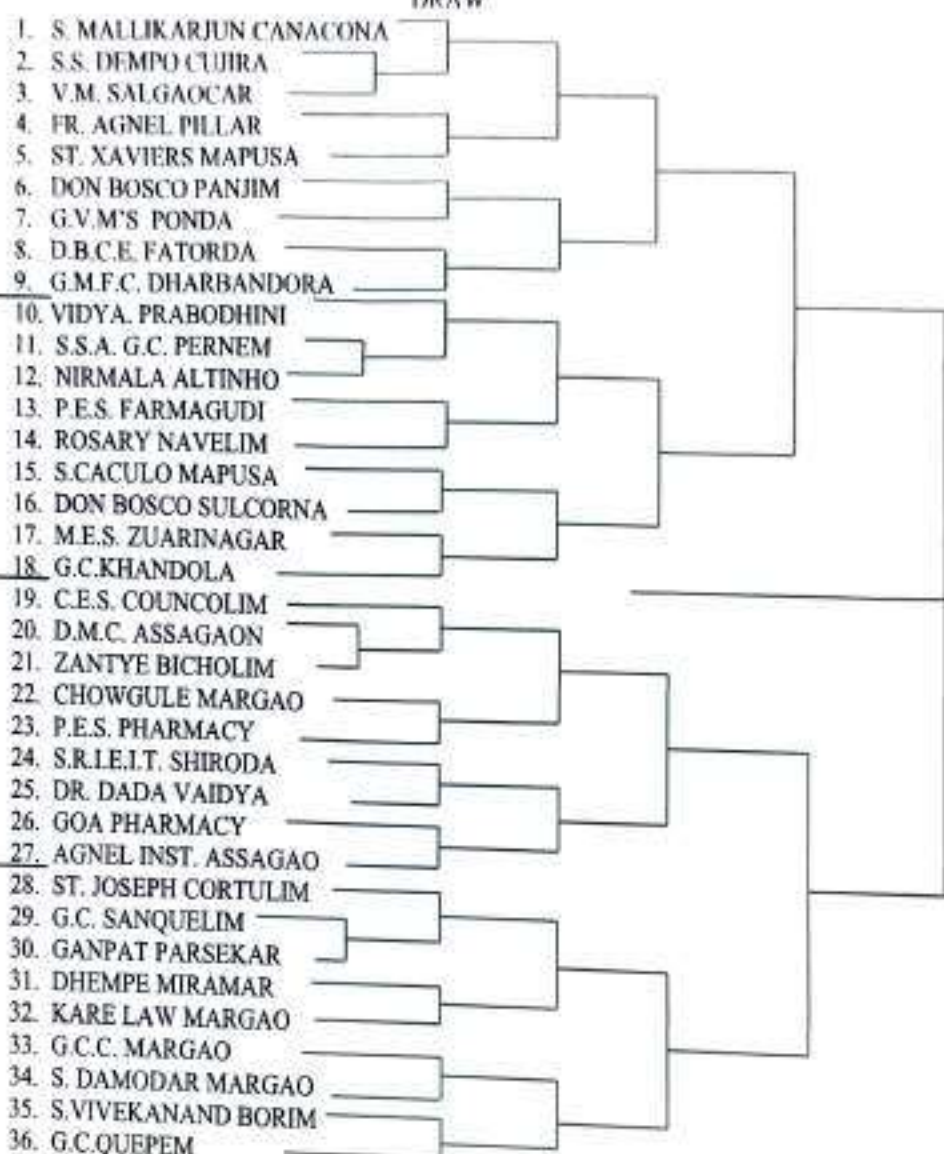 DRAW
1. S. MALLIKARJUN CANACONA
2. S.S. DEMPO CUJIRA
3. V.M. SALGAOCAR
4. FR. AGNEL PILLAR
5. ST. XAVIERS MAPUSA
6. DON BOSCO PANJIM
7. G.V.M'S PONDA
8. D.B.C.E. FATORDA
9. G.M.F.C. DHARBANDORA
10. VIDYA. PRABODHINI
11. S.S.A. G.C. PERNEM
12. NIRMALA ALTINHO
13. P.E.S. FARMAGUDI
14. ROSARY NAVELIM
15. S.CACULO MAPUSA
16. DON BOSCO SULCORNA
17. M.E.S. ZUARINAGAR
18. G.C.KHANDOLA
19. C.E.S. COUNCOLIM
20. D.M.C. ASSAGAON
21. ZANTYE BICHOLIM
22. CHOWGULE MARGAO
23. P.E.S. PHARMACY
24. S.R.I.E.I.T. SHIRODA
25. DR. DADA VAIDYA
26. GOA PHARMACY
27. AGNEL INST. ASSAGAO
28. ST. JOSEPH CORTULIM
29. G.C. SANQUELIM
30. GANPAT PARSEKAR
31. DHEMPE MIRAMAR
32. KARE LAW MARGAO
33. G.C.C. MARGAO
34. S. DAMODAR MARGAO
35. S.VIVEKANAND BORIM
36. G.C.QUEPEM